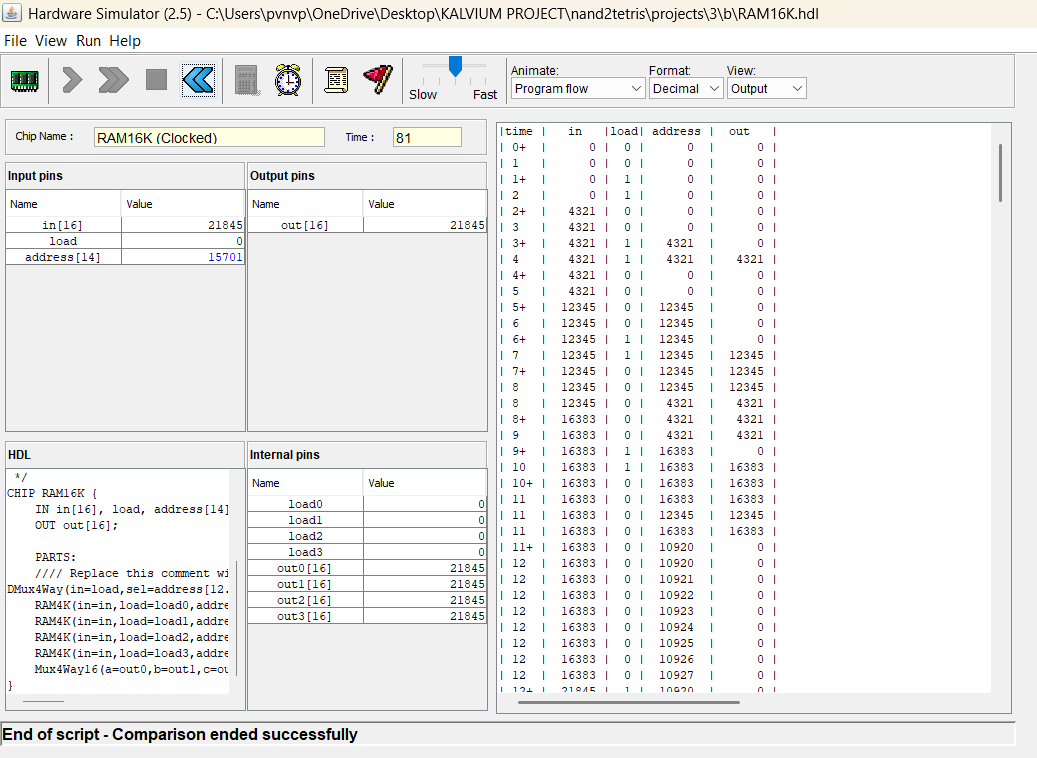 Hardware Simulator (2.5) - C:\Users\pvnvp\OneDrive\Desktop\KALVIUM PROJECT\nand2tetris\projects\3\b\RAM16K.hdl
File View Run Help
Slow Fast
Animate: Format: View:
Program flow Decimal Output
Chip Name : RAM16K (Clocked) Time : 81
Input pins
Name Value
in[16] 21845
load 0
address[14] 15701
Output pins
Name Value
out[16] 21845
HDL
*/
CHIP RAM16K {
IN in[16], load, address[14]
OUT out[16];
PARTS:
//// Replace this comment wi
DMux4Way(in=load,sel=address[12.
RAM4K(in=in,load=load0,addre
RAM4K(in=in,load=load1,addre
RAM4K(in=in,load=load2,addre
RAM4K(in=in,load=load3,addre
Mux4Way16(a=out0,b=out1,c=ou
}
Internal pins
Name Value
load0 0
load1 0
load2 0
load3 0
out0[16] 21845
out1[16] 21845
out2[16] 21845
out3[16] 21845
|time | in |load| address | out |
| 0+ | 0 | 0 | 0 | 0 |
| 1 | 0 | 0 | 0 | 0 |
| 1+ | 0 | 1 | 0 | 0 |
| 2 | 0 | 1 | 0 | 0 |
| 2+ | 4321 | 0 | 0 | 0 |
| 3 | 4321 | 0 | 0 | 0 |
| 3+ | 4321 | 1 | 4321 | 0 |
| 4 | 4321 | 1 | 4321 | 4321 |
| 4+ | 4321 | 0 | 0 | 0 |
| 5 | 4321 | 0 | 0 | 0 |
| 5+ | 12345 | 0 | 12345 | 0 |
| 6 | 12345 | 0 | 12345 | 0 |
| 6+ | 12345 | 1 | 12345 | 0 |
| 7 | 12345 | 1 | 12345 | 12345 |
| 7+ | 12345 | 0 | 12345 | 12345 |
| 8 | 12345 | 0 | 12345 | 12345 |
| 8 | 12345 | 0 | 4321 | 4321 |
| 8+ | 16383 | 0 | 4321 | 4321 |
| 9 | 16383 | 0 | 4321 | 4321 |
| 9+ | 16383 | 1 | 16383 | 0 |
| 10 | 16383 | 1 | 16383 | 16383 |
| 10+ | 16383 | 0 | 16383 | 16383 |
| 11 | 16383 | 0 | 16383 | 16383 |
| 11 | 16383 | 0 | 12345 | 12345 |
| 11 | 16383 | 0 | 16383 | 16383 |
| 11+ | 16383 | 0 | 10920 | 0 |
| 12 | 16383 | 0 | 10920 | 0 |
| 12 | 16383 | 0 | 10921 | 0 |
| 12 | 16383 | 0 | 10922 | 0 |
| 12 | 16383 | 0 | 10923 | 0 |
| 12 | 16383 | 0 | 10924 | 0 |
| 12 | 16383 | 0 | 10925 | 0 |
| 12 | 16383 | 0 | 10926 | 0 |
| 12 | 16383 | 0 | 10927 | 0 |
| 12+ | 21845 | 1 | 10920 | 0 |
End of script - Comparison ended successfully